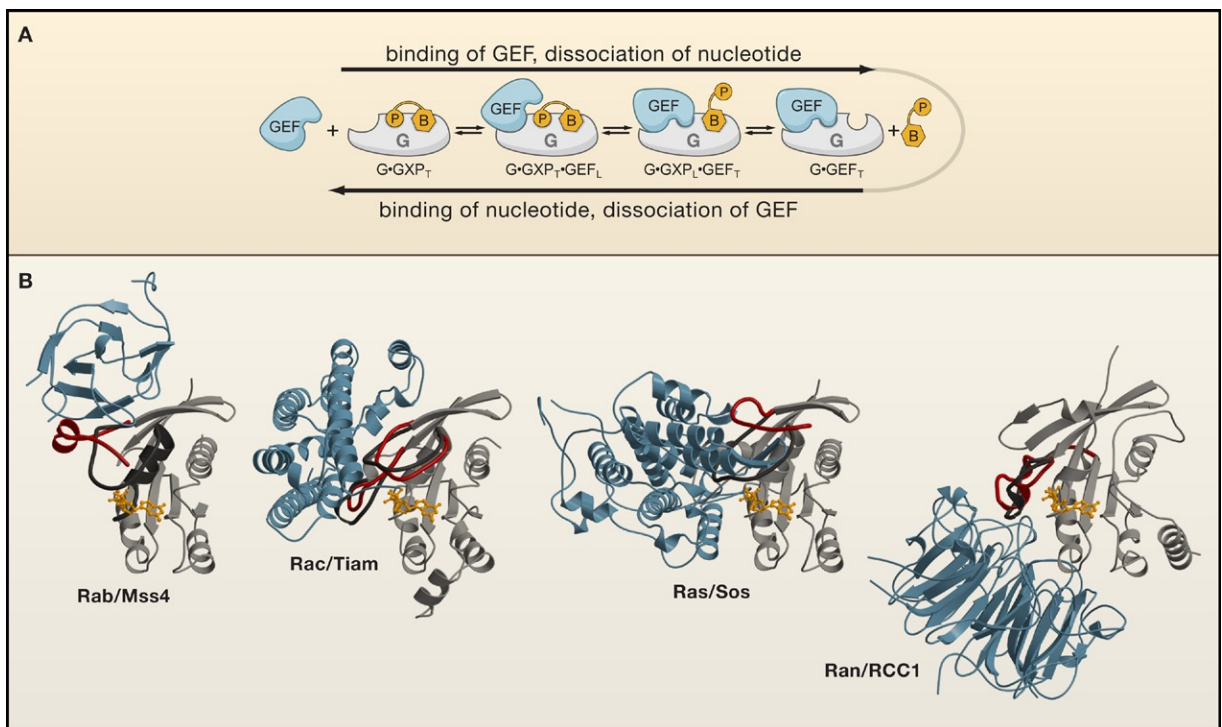 A
binding of GEF, dissociation of nucleotide
GEF + P B G ⇌ GEF P B G ⇌ GEF P B G ⇌ GEF G + P B
G•GXP_T G•GXP_T•GEF_L G•GXP_L•GEF_T G•GEF_T
binding of nucleotide, dissociation of GEF
B
Rab/Mss4
Rac/Tiam
Ras/Sos
Ran/RCC1